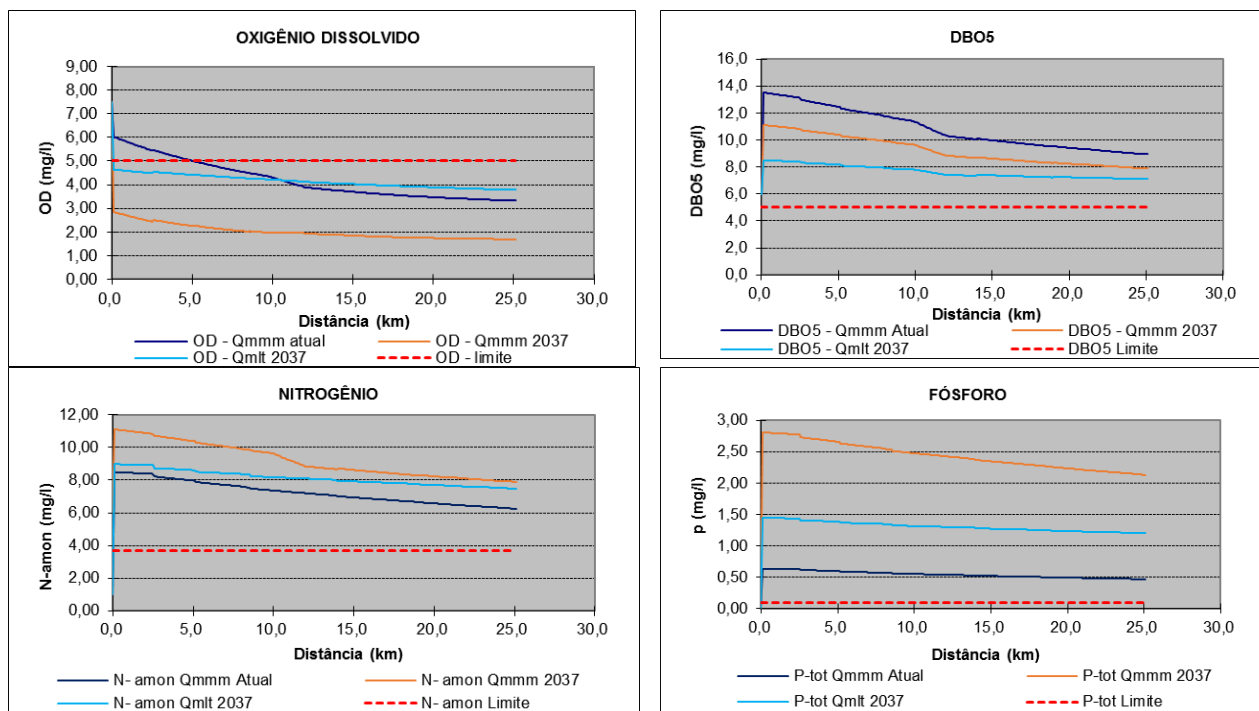 OXIGÊNIO DISSOLVIDO
OD (mg/l)
9,00
8,00
7,00
6,00
5,00
4,00
3,00
2,00
1,00
0,00
0,0 5,0 10,0 15,0 20,0 25,0 30,0
Distância (km)
OD - Qmmm atual OD - Qmmm 2037
OD - Qmlt 2037 OD - limite
DBO5
DBO5 (mg/l)
16,0
14,0
12,0
10,0
8,0
6,0
4,0
2,0
0,0
0,0 5,0 10,0 15,0 20,0 25,0 30,0
Distância (km)
DBO5 - Qmmm Atual DBO5 - Qmmm 2037
DBO5 - Qmlt 2037 DBO5 Limite
NITROGÊNIO
N-amon (mg/l)
12,00
10,00
8,00
6,00
4,00
2,00
0,00
0,0 5,0 10,0 15,0 20,0 25,0 30,0
Distância (km)
N- amon Qmmm Atual N- amon Qmmm 2037
N- amon Qmlt 2037 N- amon Limite
FÓSFORO
p (mg/l)
3,00
2,50
2,00
1,50
1,00
0,50
0,00
0,0 5,0 10,0 15,0 20,0 25,0 30,0
Distância (km)
P-tot Qmmm Atual P-tot Qmmm 2037
P-tot Qmlt 2037 P-tot Limite